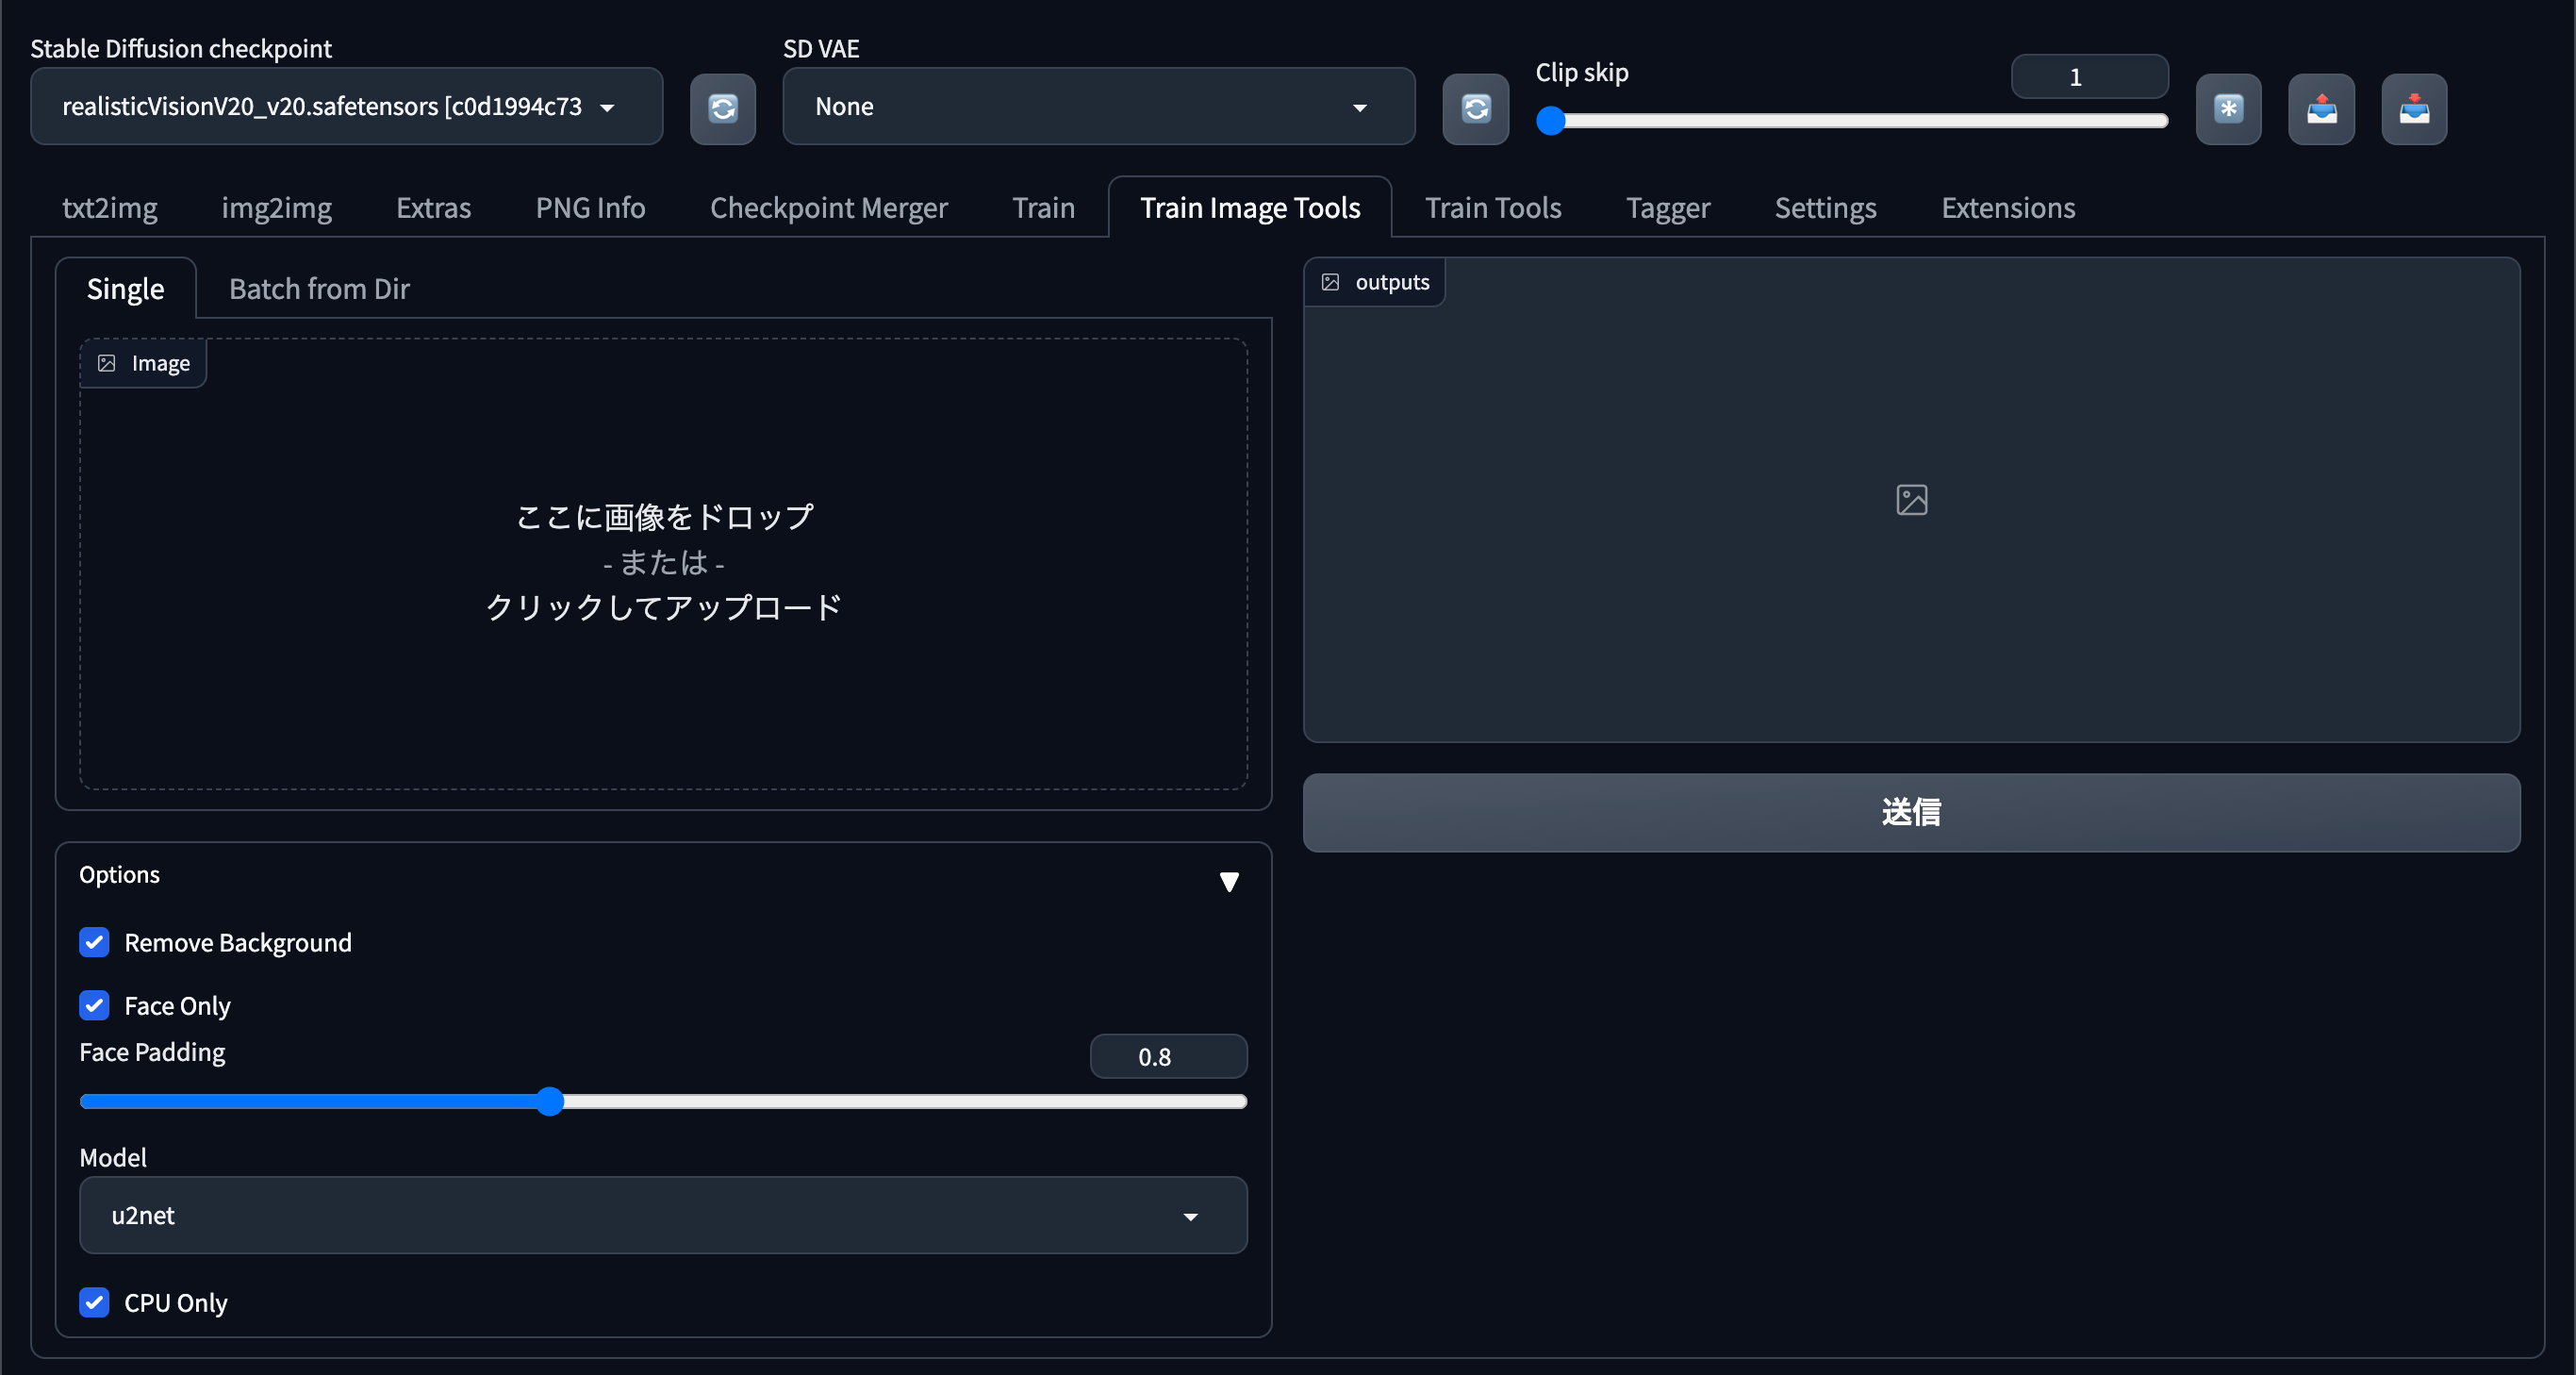 Stable Diffusion checkpoint
realisticVisionV20_v20.safetensors [c0d1994c73
SD VAE
None
Clip skip
1
txt2img
img2img
Extras
PNG Info
Checkpoint Merger
Train
Train Image Tools
Train Tools
Tagger
Settings
Extensions
Single
Batch from Dir
Image
ここに画像をドロップ
- または -
クリックしてアップロード
outputs
送信
Options
Remove Background
Face Only
Face Padding
0.8
Model
u2net
CPU Only